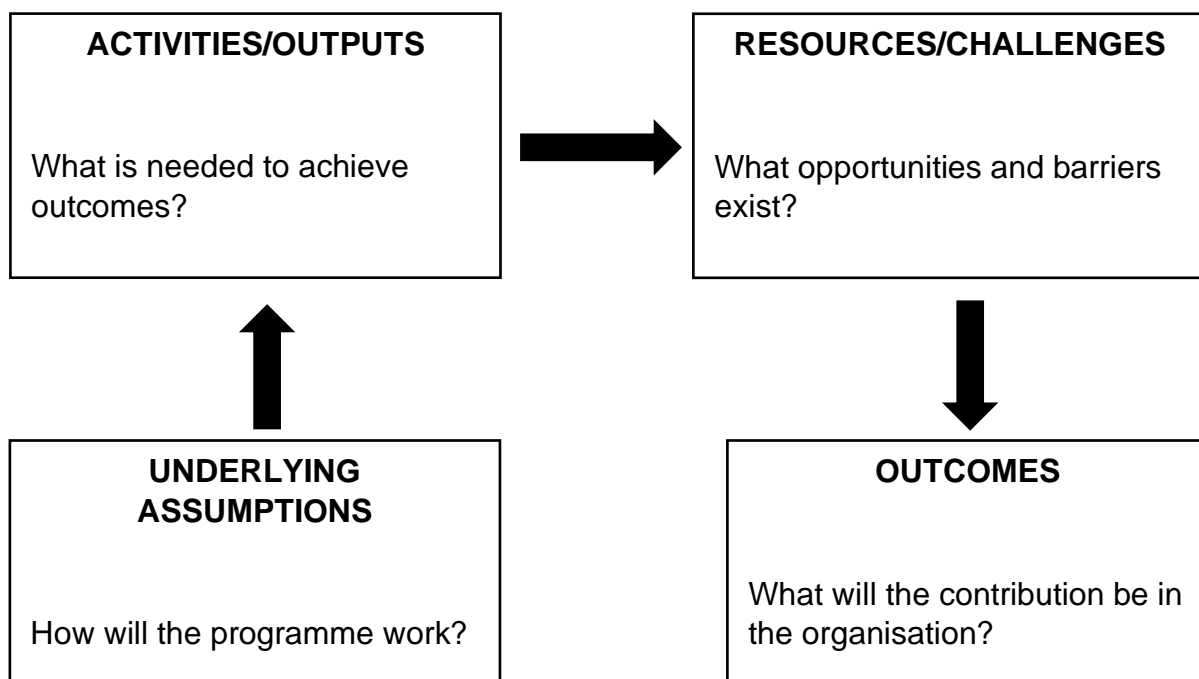 ACTIVITIES/OUTPUTS
What is needed to achieve
outcomes?
RESOURCES/CHALLENGES
What opportunities and barriers
exist?
UNDERLYING
ASSUMPTIONS
How will the programme work?
OUTCOMES
What will the contribution be in
the organisation?